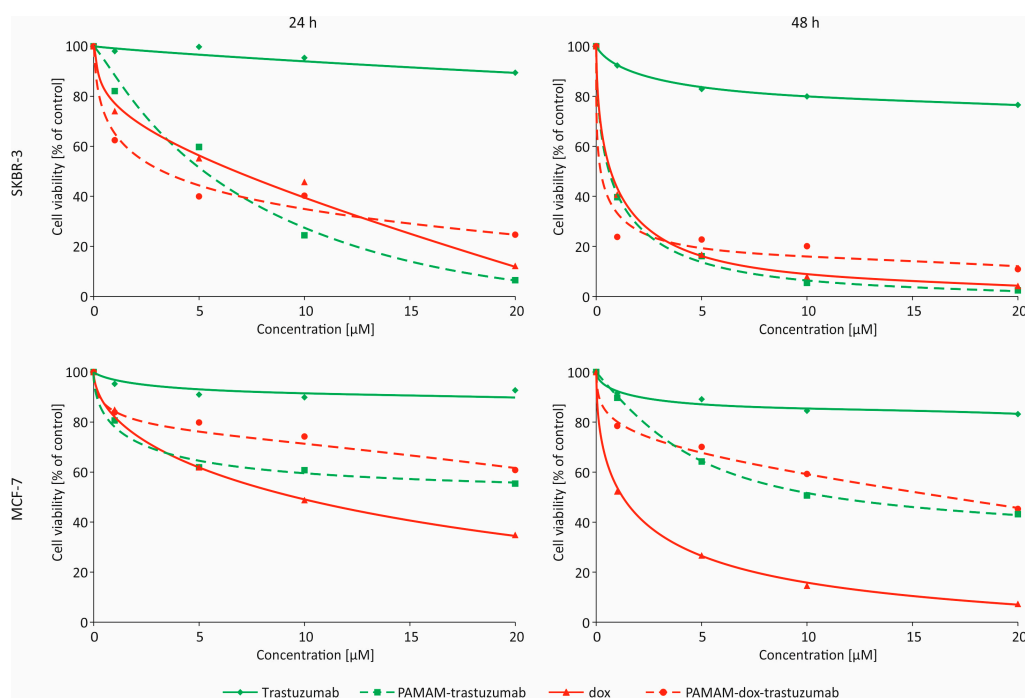 24 h
48 h
SKBR-3
Cell viability [% of control]
100
80
60
40
20
0
0 5 10 15 20
Concentration [µM]
Cell viability [% of control]
100
80
60
40
20
0
0 5 10 15 20
Concentration [µM]
MCF-7
Cell viability [% of control]
100
80
60
40
20
0
0 5 10 15 20
Concentration [µM]
Cell viability [% of control]
100
80
60
40
20
0
0 5 10 15 20
Concentration [µM]
Trastuzumab PAMAM-trastuzumab dox PAMAM-dox-trastuzumab